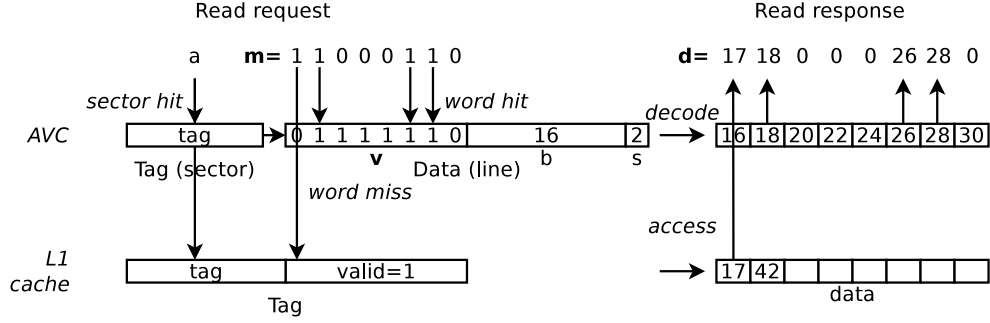 Read request Read response
a m= 1 1 0 0 0 1 1 0 d= 17 18 0 0 0 26 28 0
sector hit word hit decode
AVC tag 0 1 1 1 1 1 1 0 16 2 16 18 20 22 24 26 28 30
Tag (sector) v Data (line) b s
word miss
access
L1
cache tag valid=1 17 42
Tag data